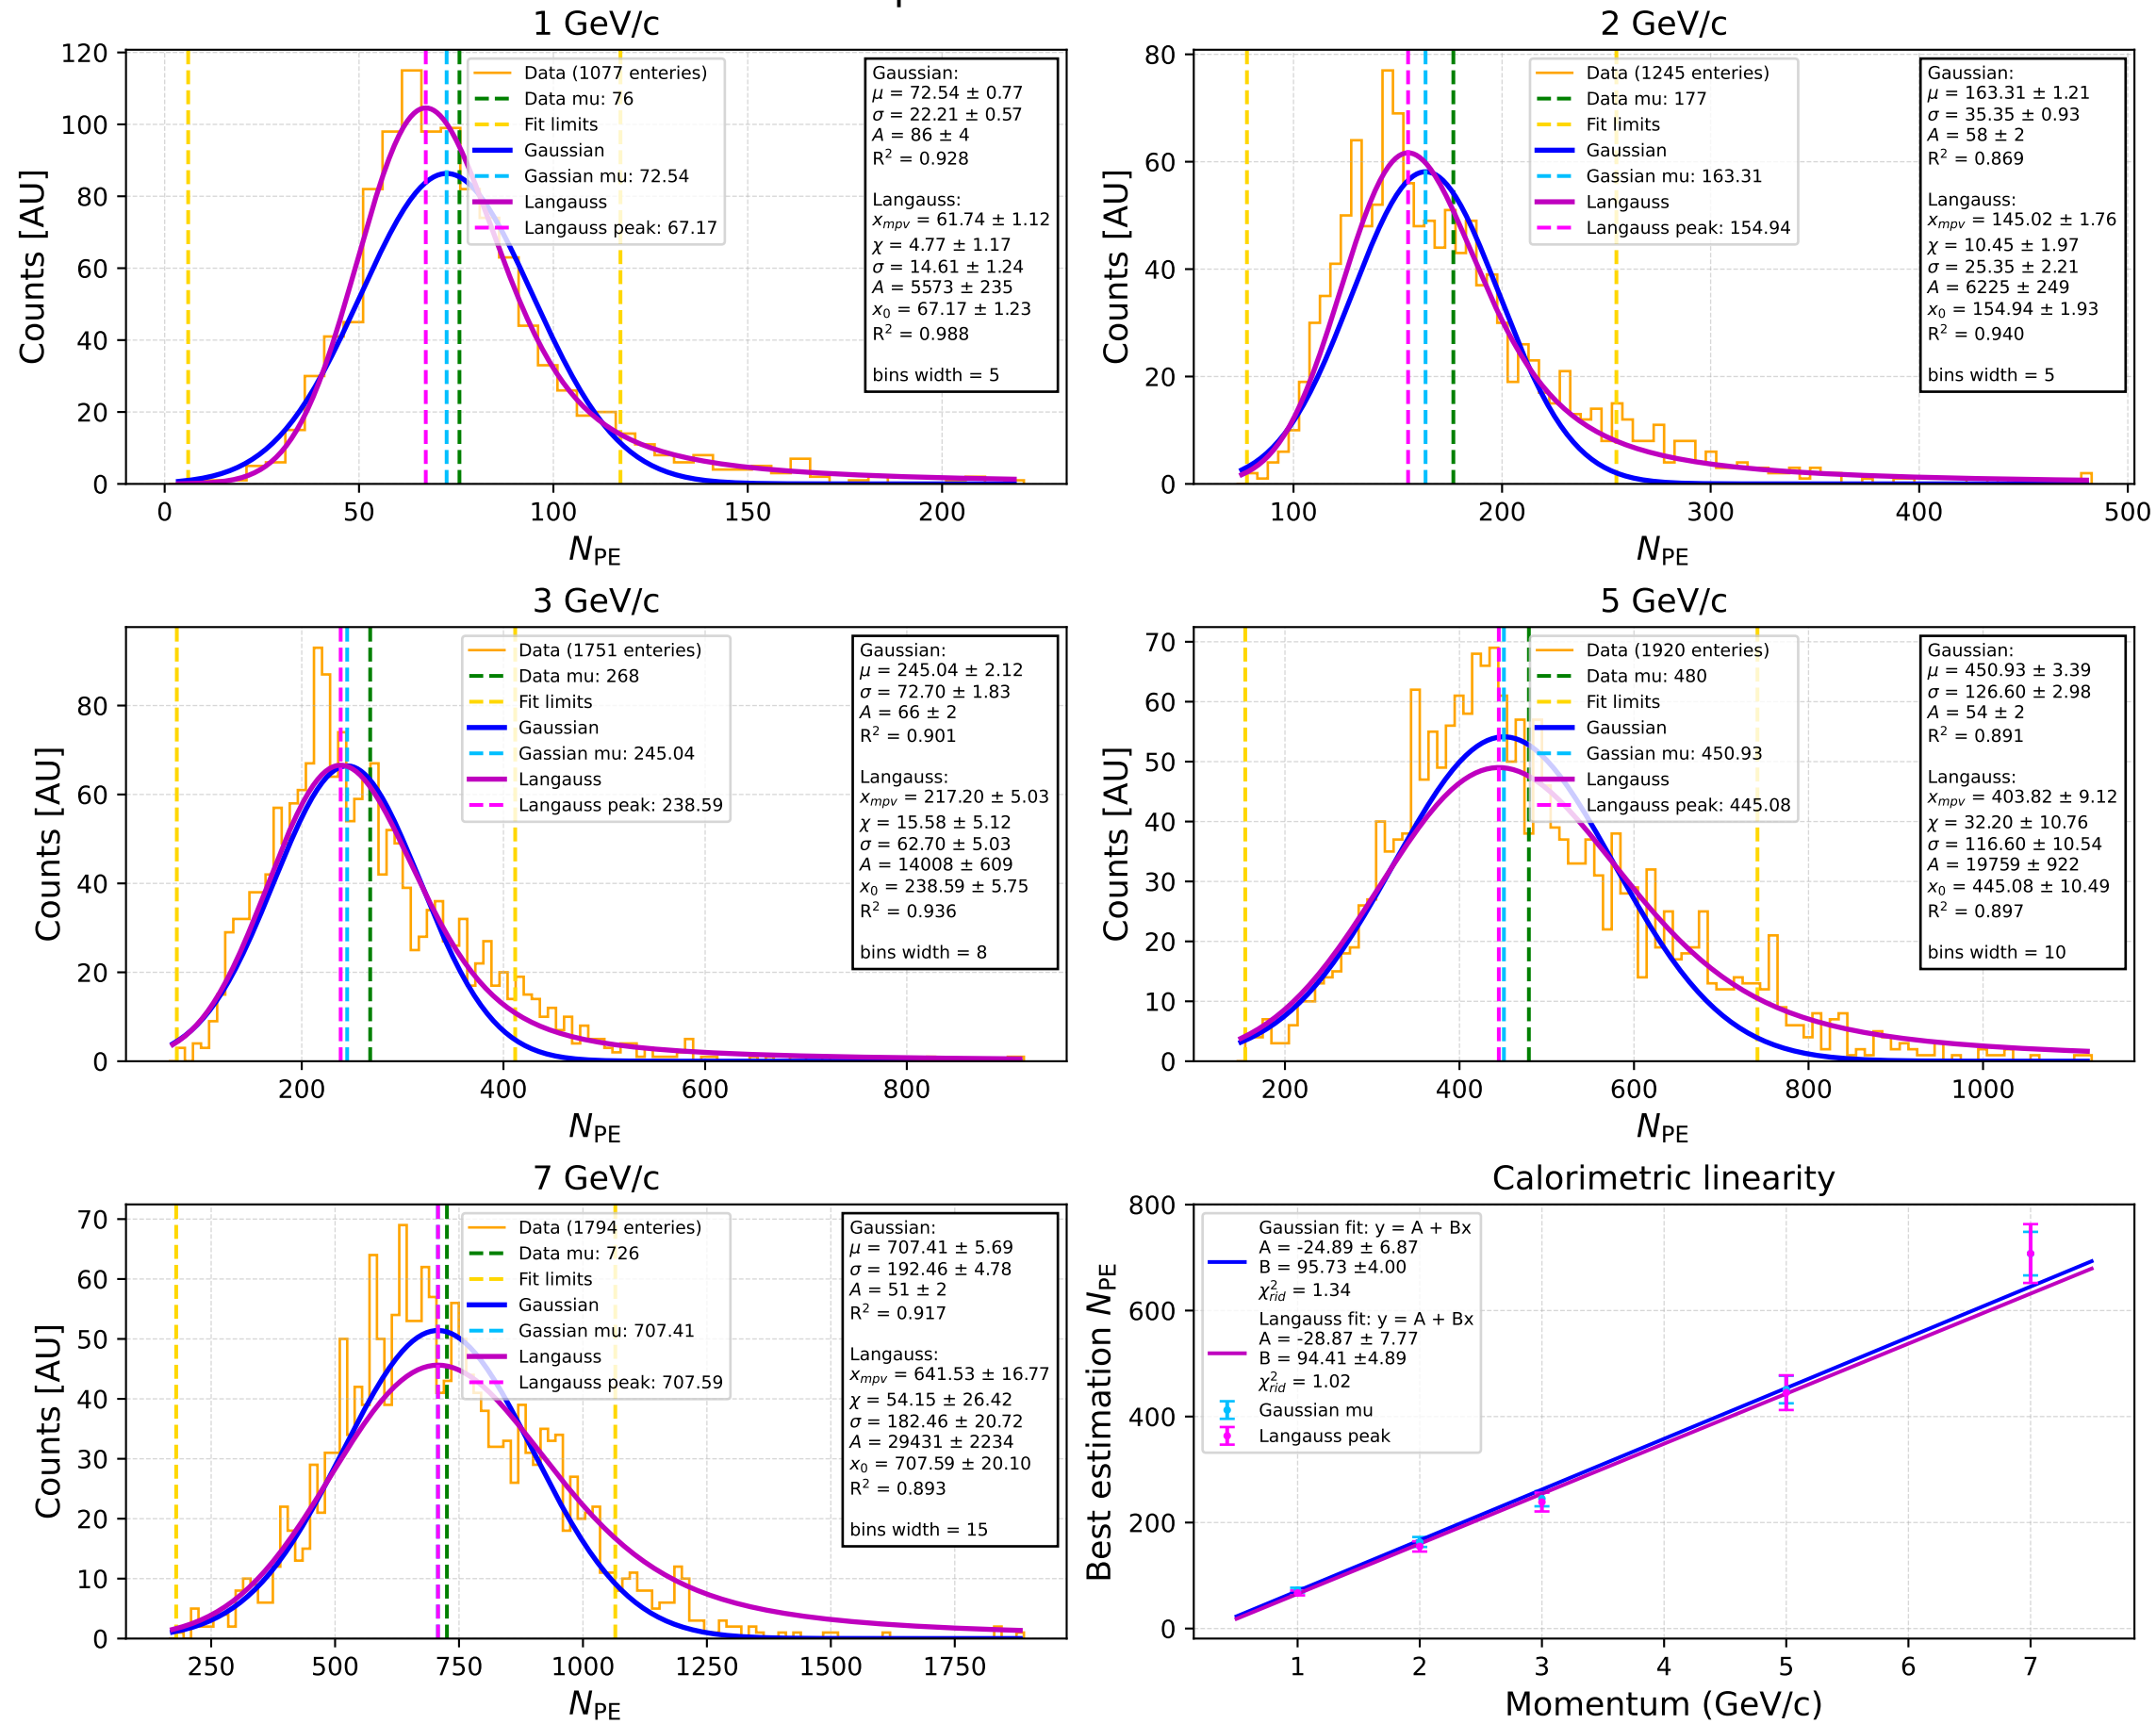 1 GeV/c
120
100
80
60
40
20
0
Counts [AU]
0 50 100 150 200
N_PE
Data (1077 enteries)
Data mu: 76
Fit limits
Gaussian
Gassian mu: 72.54
Langauss
Langauss peak: 67.17
Gaussian:
μ = 72.54 ± 0.77
σ = 22.21 ± 0.57
A = 86 ± 4
R² = 0.928
Langauss:
x_mpv = 61.74 ± 1.12
χ = 4.77 ± 1.17
σ = 14.61 ± 1.24
A = 5573 ± 235
x₀ = 67.17 ± 1.23
R² = 0.988
bins width = 5
2 GeV/c
80
60
40
20
0
Counts [AU]
100 200 300 400 500
N_PE
Data (1245 enteries)
Data mu: 177
Fit limits
Gaussian
Gassian mu: 163.31
Langauss
Langauss peak: 154.94
Gaussian:
μ = 163.31 ± 1.21
σ = 35.35 ± 0.93
A = 58 ± 2
R² = 0.869
Langauss:
x_mpv = 145.02 ± 1.76
χ = 10.45 ± 1.97
σ = 25.35 ± 2.21
A = 6225 ± 249
x₀ = 154.94 ± 1.93
R² = 0.940
bins width = 5
3 GeV/c
80
60
40
20
0
Counts [AU]
200 400 600 800
N_PE
Data (1751 enteries)
Data mu: 268
Fit limits
Gaussian
Gassian mu: 245.04
Langauss
Langauss peak: 238.59
Gaussian:
μ = 245.04 ± 2.12
σ = 72.70 ± 1.83
A = 66 ± 2
R² = 0.901
Langauss:
x_mpv = 217.20 ± 5.03
χ = 15.58 ± 5.12
σ = 62.70 ± 5.03
A = 14008 ± 609
x₀ = 238.59 ± 5.75
R² = 0.936
bins width = 8
5 GeV/c
70
60
50
40
30
20
10
0
Counts [AU]
200 400 600 800 1000
N_PE
Data (1920 enteries)
Data mu: 480
Fit limits
Gaussian
Gassian mu: 450.93
Langauss
Langauss peak: 445.08
Gaussian:
μ = 450.93 ± 3.39
σ = 126.60 ± 2.98
A = 54 ± 2
R² = 0.891
Langauss:
x_mpv = 403.82 ± 9.12
χ = 32.20 ± 10.76
σ = 116.60 ± 10.54
A = 19759 ± 922
x₀ = 445.08 ± 10.49
R² = 0.897
bins width = 10
7 GeV/c
70
60
50
40
30
20
10
0
Counts [AU]
250 500 750 1000 1250 1500 1750
N_PE
Data (1794 enteries)
Data mu: 726
Fit limits
Gaussian
Gassian mu: 707.41
Langauss
Langauss peak: 707.59
Gaussian:
μ = 707.41 ± 5.69
σ = 192.46 ± 4.78
A = 51 ± 2
R² = 0.917
Langauss:
x_mpv = 641.53 ± 16.77
χ = 54.15 ± 26.42
σ = 182.46 ± 20.72
A = 29431 ± 2234
x₀ = 707.59 ± 20.10
R² = 0.893
bins width = 15
Calorimetric linearity
800
600
400
200
0
Best estimation N_PE
1 2 3 4 5 6 7
Momentum (GeV/c)
Gaussian fit: y = A + Bx
A = -24.89 ± 6.87
B = 95.73 ±4.00
χ²_rid = 1.34
Langauss fit: y = A + Bx
A = -28.87 ± 7.77
B = 94.41 ±4.89
χ²_rid = 1.02
Gaussian mu
Langauss peak